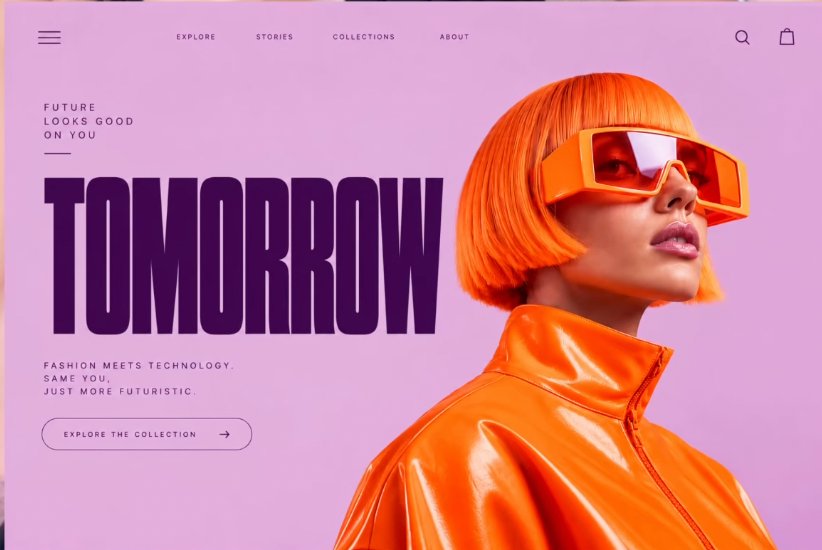 EXPLORE STORIES COLLECTIONS ABOUT
FUTURE
LOOKS GOOD
ON YOU
TOMORROW
FASHION MEETS TECHNOLOGY.
SAME YOU,
JUST MORE FUTURISTIC.
EXPLORE THE COLLECTION →